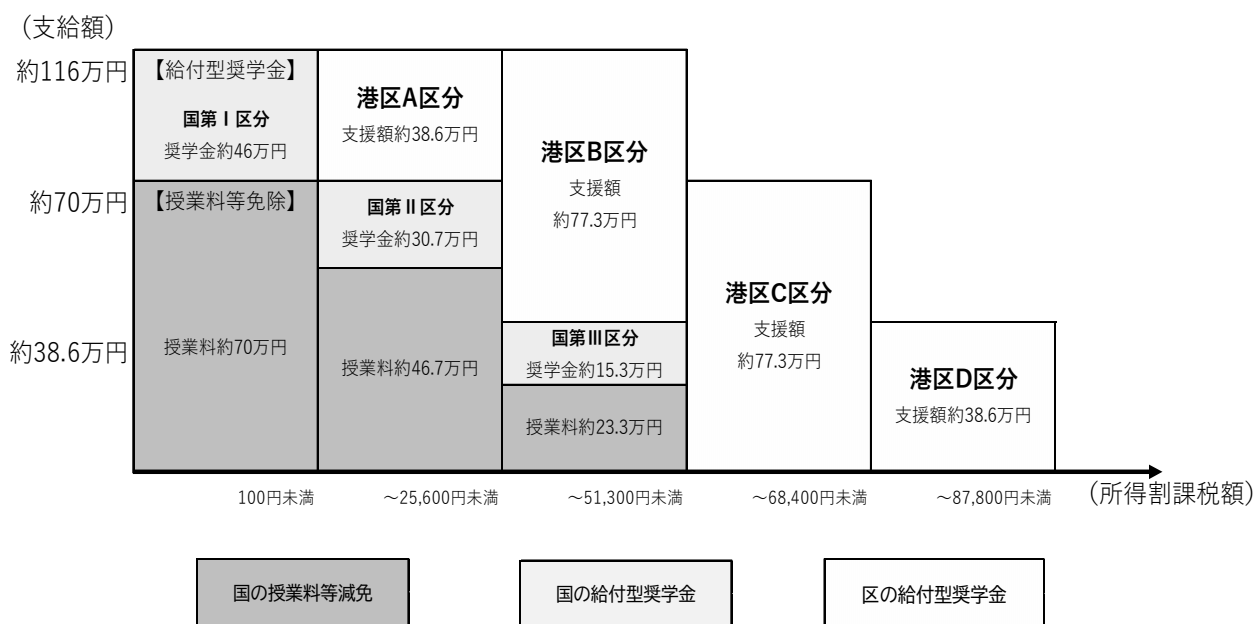 （支給額）
約116万円
約70万円
約38.6万円
【給付型奨学金】
国第Ⅰ区分
奨学金約46万円
【授業料等免除】
授業料約70万円
港区A区分
支援額約38.6万円
国第Ⅱ区分
奨学金約30.7万円
授業料約46.7万円
港区B区分
支援額
約77.3万円
国第Ⅲ区分
奨学金約15.3万円
授業料約23.3万円
港区C区分
支援額
約77.3万円
港区D区分
支援額約38.6万円
100円未満
～25,600円未満
～51,300円未満
～68,400円未満
～87,800円未満
（所得割課税額）
国の授業料等減免
国の給付型奨学金
区の給付型奨学金